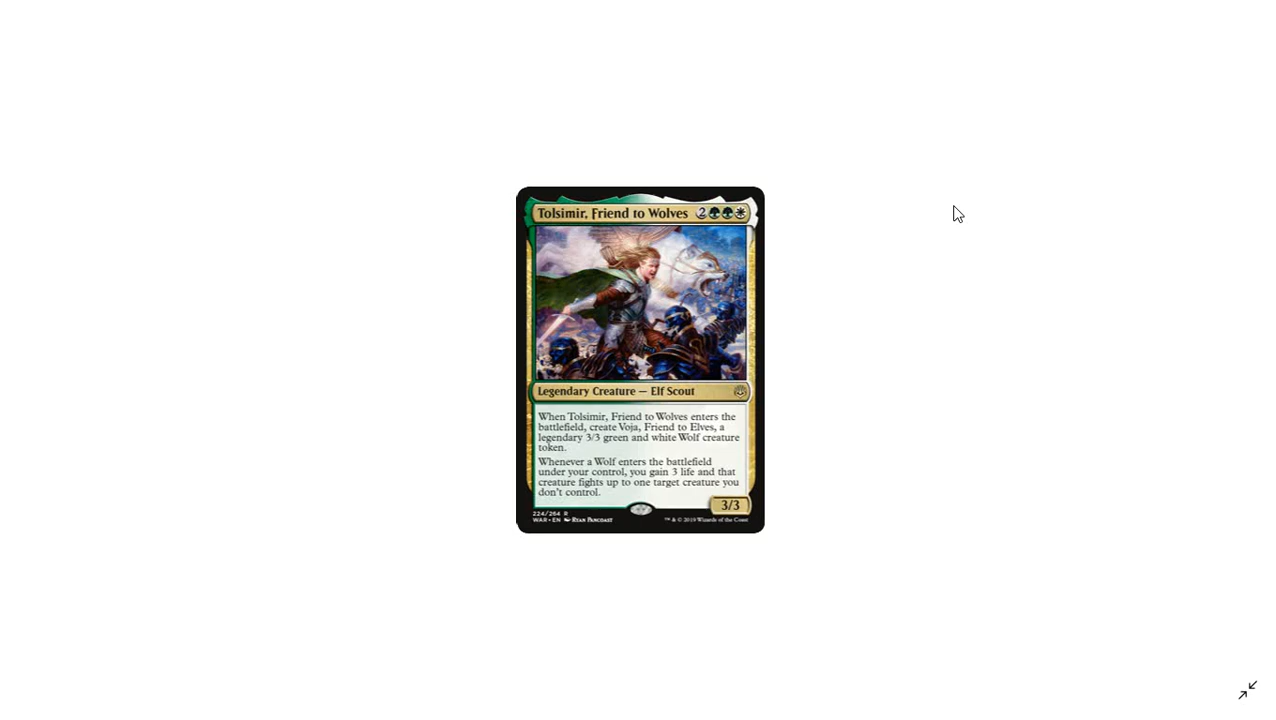 Tolsimir, Friend to Wolves 2
Legendary Creature — Elf Scout
When Tolsimir, Friend to Wolves enters the
battlefield, create Voja, Friend to Elves, a
legendary 3/3 green and white Wolf creature
token.
Whenever a Wolf enters the battlefield
under your control, you gain 3 life and that
creature fights up to one target creature you
don't control.
3/3
224/264 R
WAR • EN Ryan Pancoast
™ & © 2019 Wizards of the Coast